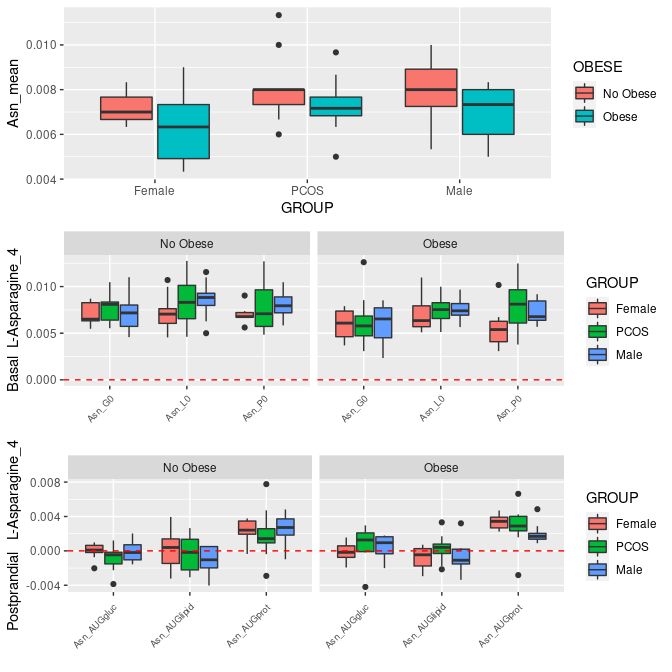 Asn_mean
0.010
0.008
0.006
0.004
Female PCOS Male
GROUP
OBESE
No Obese
Obese
Basal L-Asparagine_4
No Obese Obese
0.010
0.005
0.000
Asn_G0 Asn_L0 Asn_P0 Asn_G0 Asn_L0 Asn_P0
GROUP
Female
PCOS
Male
Postprandial L-Asparagine_4
No Obese Obese
0.008
0.004
0.000
-0.004
Asn_AUGgluc Asn_AUGlipid Asn_AUGprot Asn_AUGgluc Asn_AUGlipid Asn_AUGprot
GROUP
Female
PCOS
Male